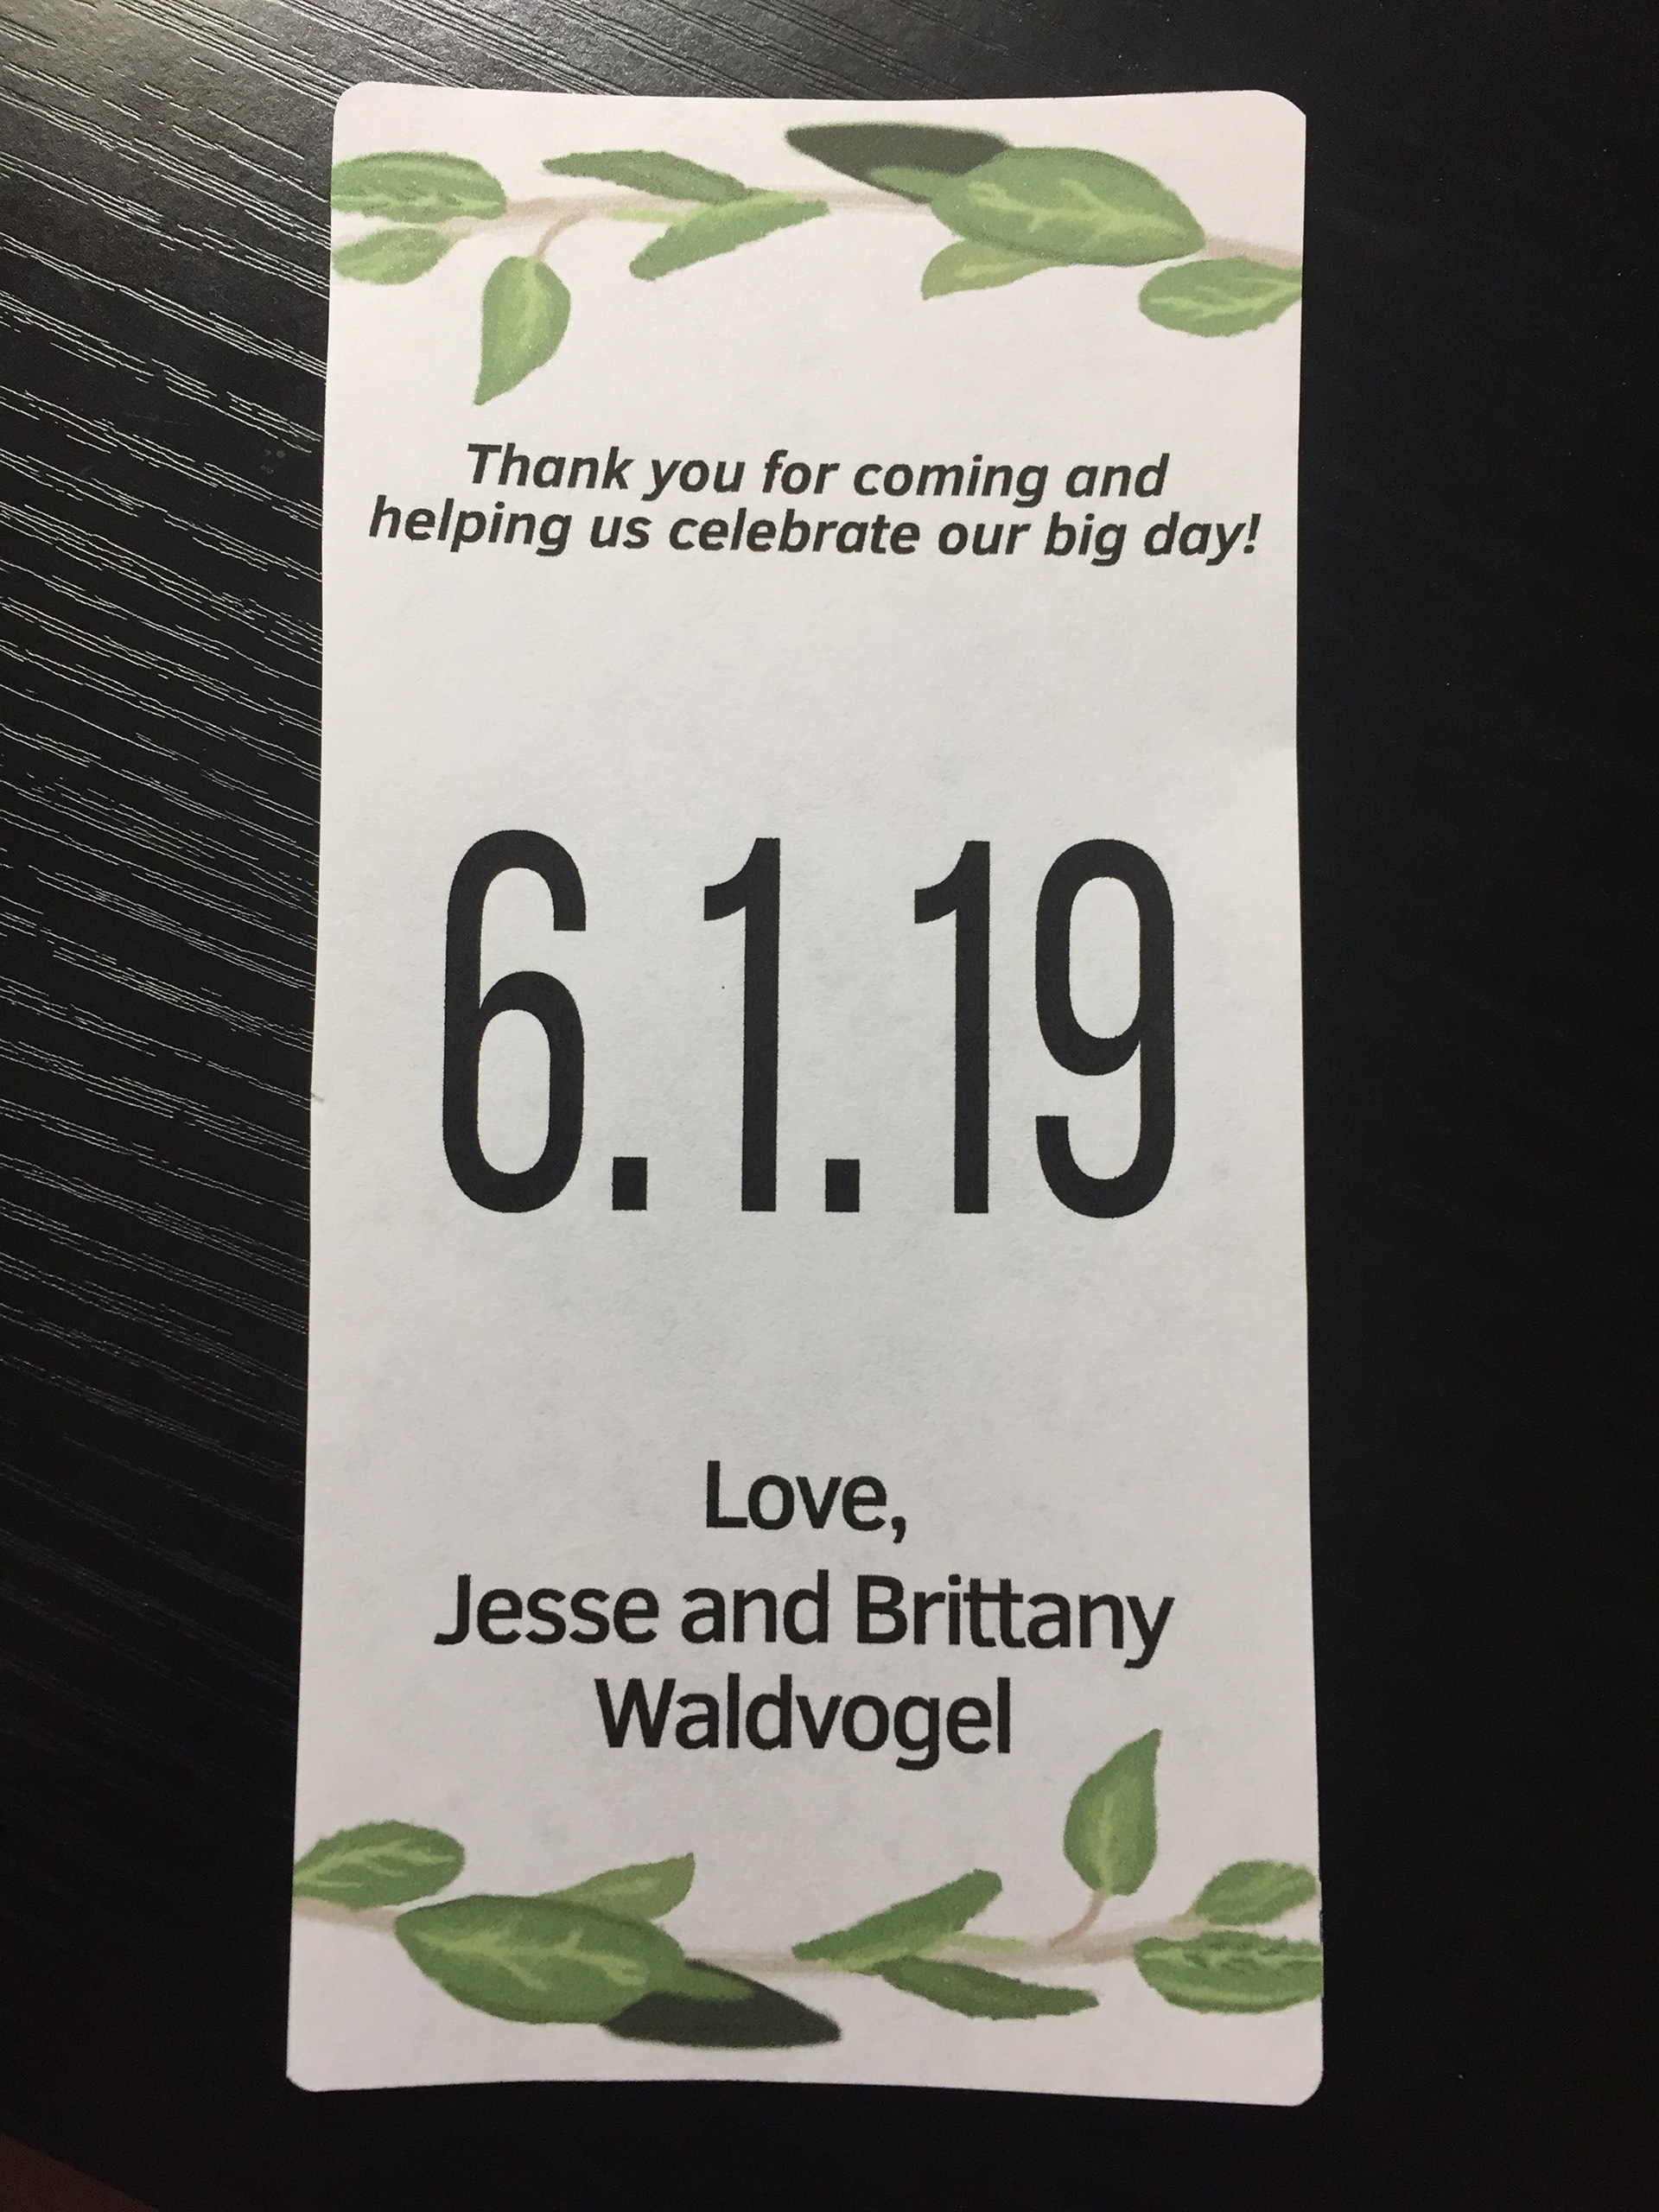 Thank you for coming and
helping us celebrate our big day!
6.1.19
Love,
Jesse and Brittany
Waldvogel